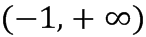 (−1, + ∞)